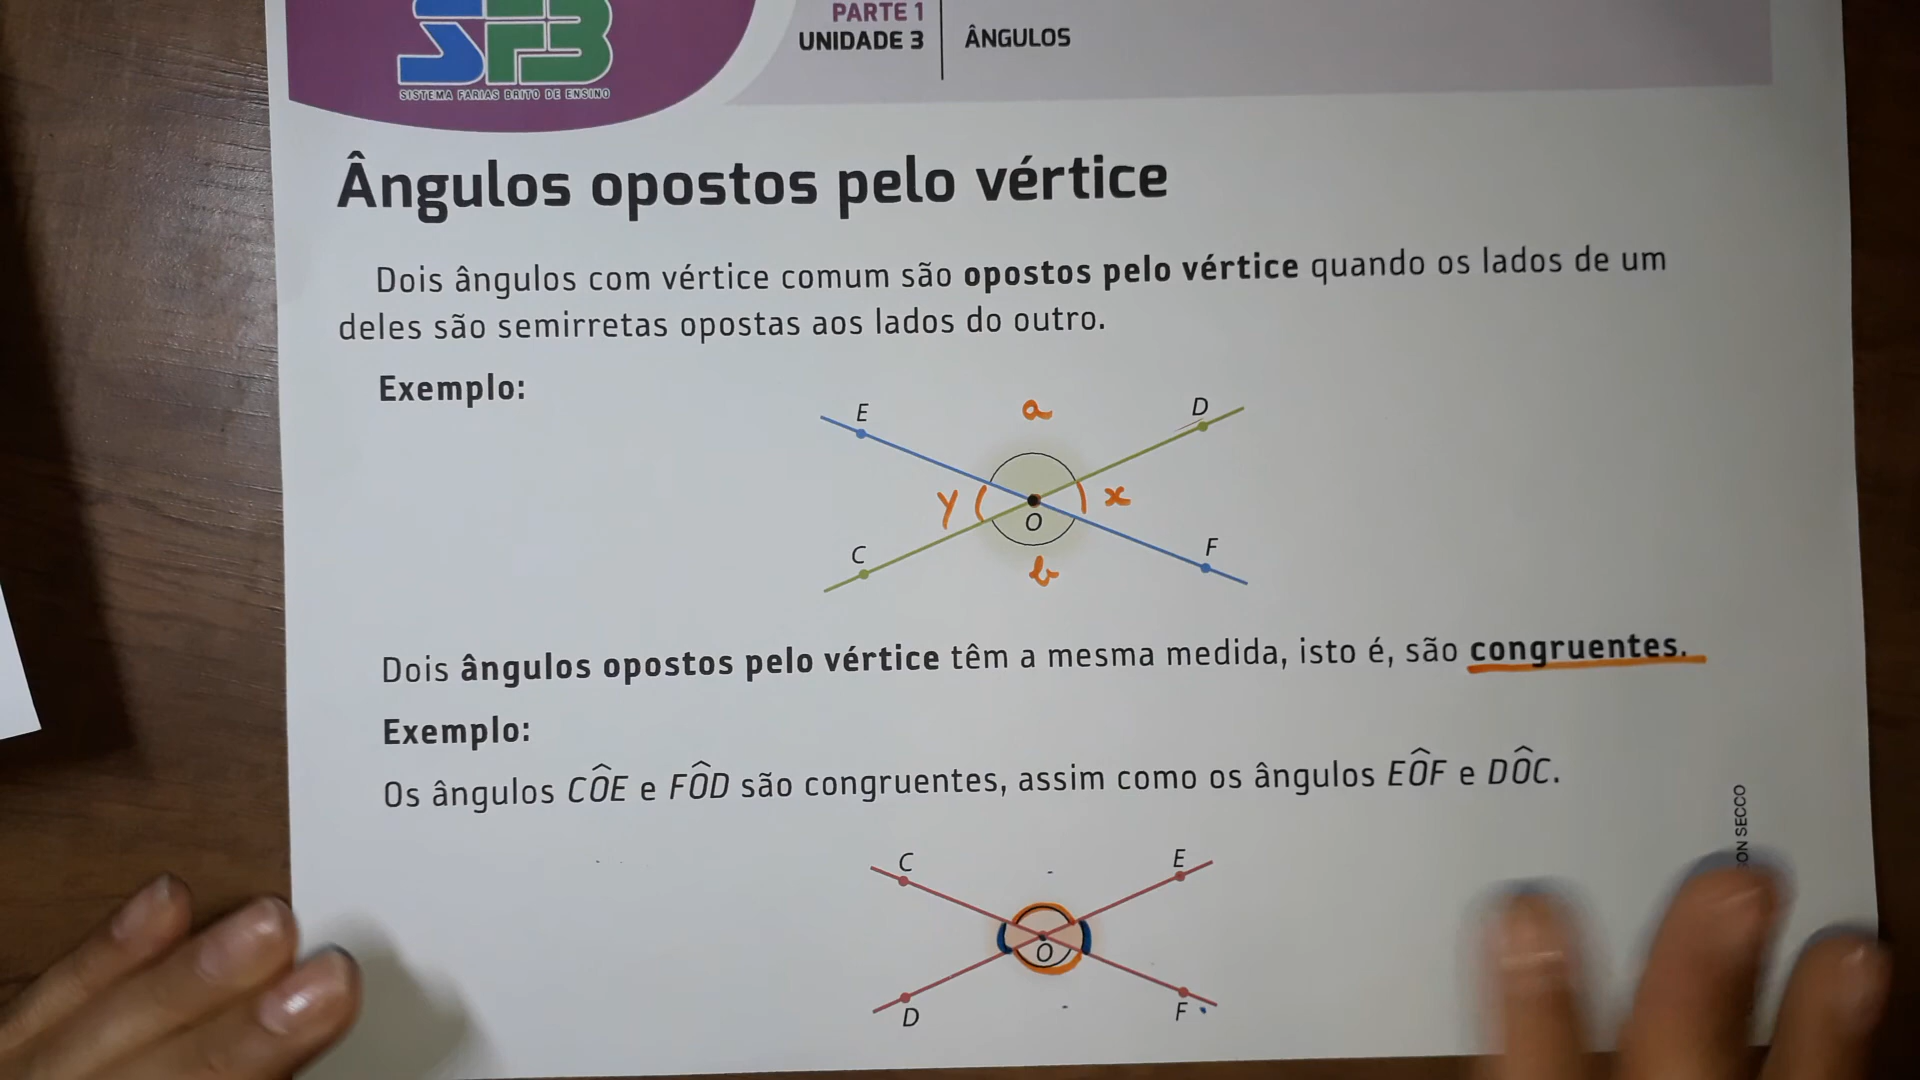 SFB
SISTEMA FARIAS BRITO DE ENSINO
PARTE 1
UNIDADE 3
ÂNGULOS
Ângulos opostos pelo vértice
Dois ângulos com vértice comum são opostos pelo vértice quando os lados de um
deles são semirretas opostas aos lados do outro.
Exemplo:
E
a
D
y
x
O
C
F
b
Dois ângulos opostos pelo vértice têm a mesma medida, isto é, são congruentes.
Exemplo:
Os ângulos CÔE e FÔD são congruentes, assim como os ângulos EÔF e DÔC.
C
E
O
D
F
SECCO